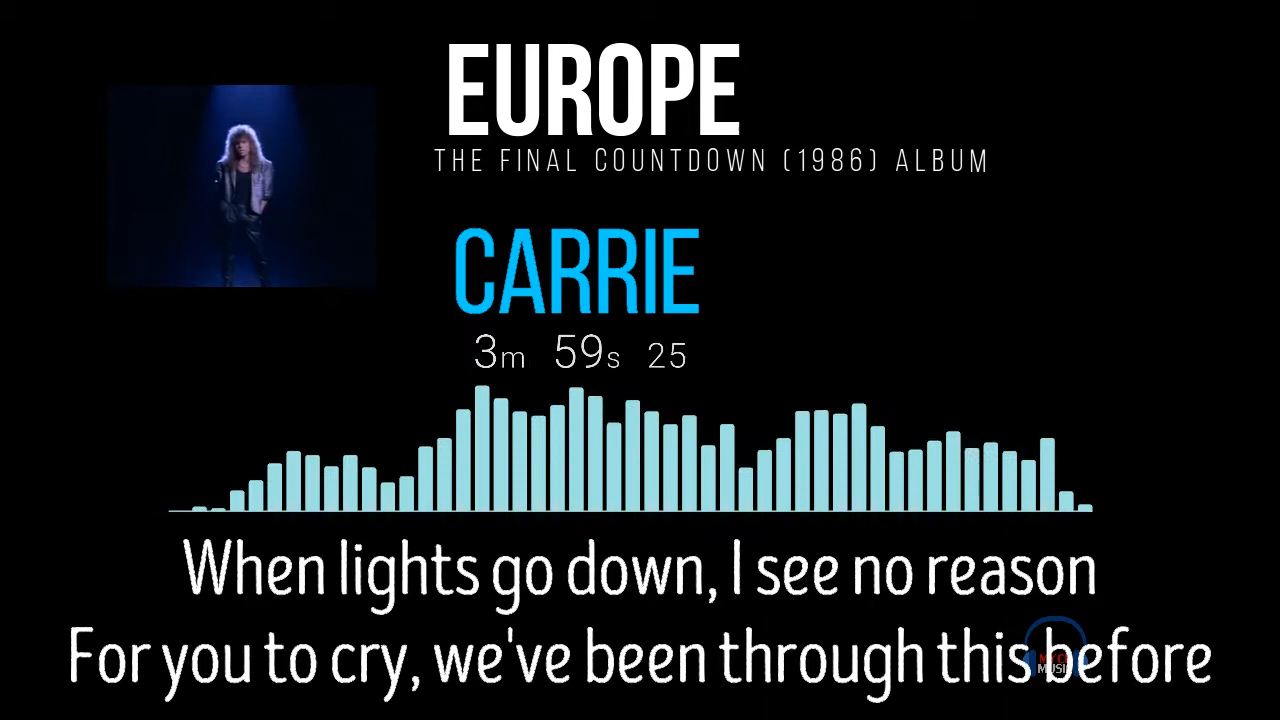 EUROPE
THE FINAL COUNTDOWN (1986) ALBUM
CARRIE
3m 59s 25
When lights go down, I see no reason
For you to cry, we've been through this before
MUSIC